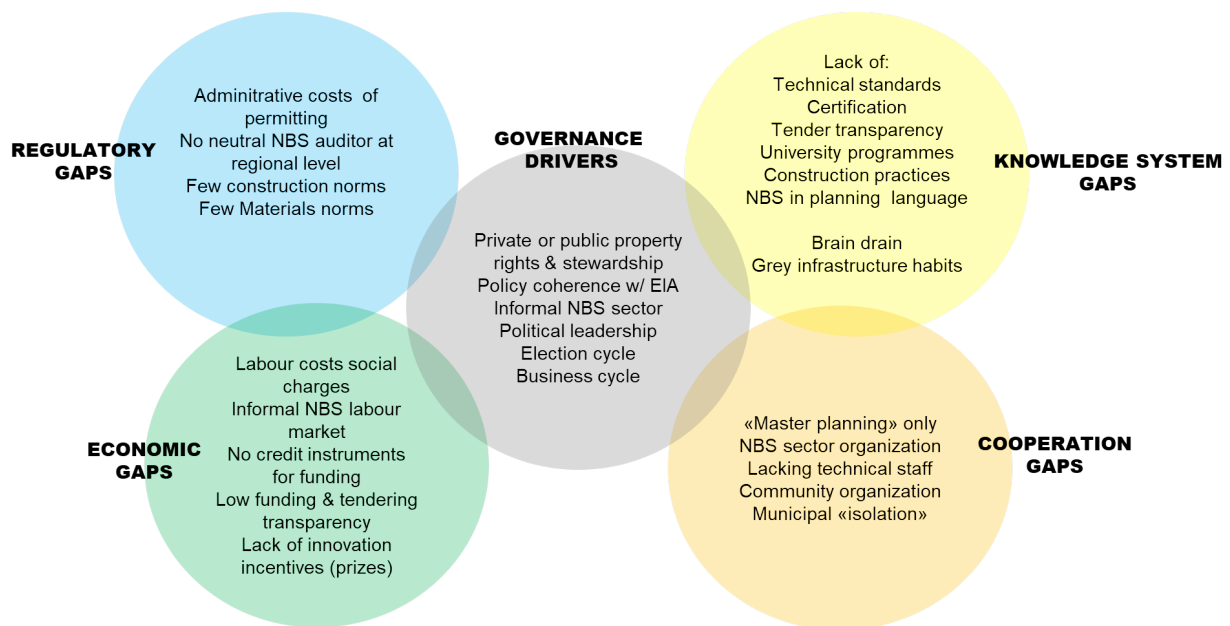 REGULATORY
GAPS
Adminitrative costs of
permitting
No neutral NBS auditor at
regional level
Few construction norms
Few Materials norms
GOVERNANCE
DRIVERS
Private or public property
rights & stewardship
Policy coherence w/ EIA
Informal NBS sector
Political leadership
Election cycle
Business cycle
Lack of:
Technical standards
Certification
Tender transparency
University programmes
Construction practices
NBS in planning language
Brain drain
Grey infrastructure habits
KNOWLEDGE SYSTEM
GAPS
ECONOMIC
GAPS
Labour costs social
charges
Informal NBS labour
market
No credit instruments
for funding
Low funding & tendering
transparency
Lack of innovation
incentives (prizes)
«Master planning» only
NBS sector organization
Lacking technical staff
Community organization
Municipal «isolation»
COOPERATION
GAPS